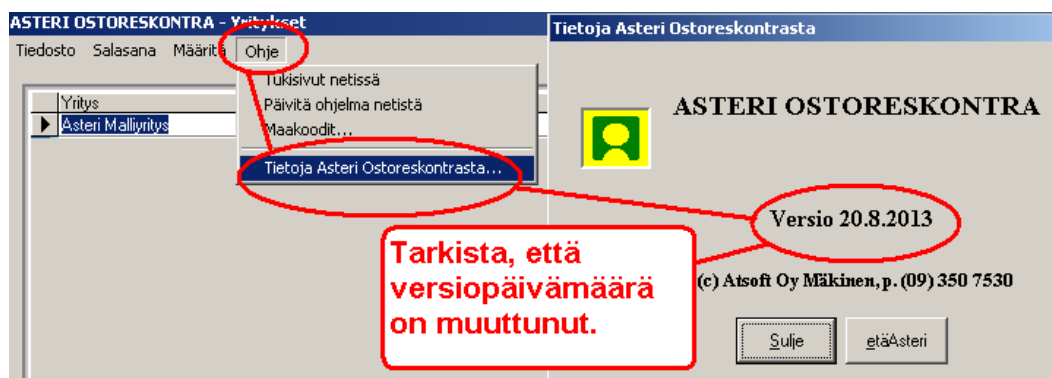 ASTERI OSTORESKONTRA - Yritykset
Tiedosto Salasana Määritä Ohje
Tukisivut netissä
Päivitä ohjelma netistä
Maakoodit...
Tietoja Asteri Ostoreskontrasta...
Yritys
Asteri Malliyritys
Tarkista, että
versiopäivämäärä
on muuttunut.
Tietoja Asteri Ostoreskontrasta
ASTERI OSTORESKONTRA
Versio 20.8.2013
(c) Atsoft Oy Mäkinen, p. (09) 350 7530
Sulje
etäAsteri